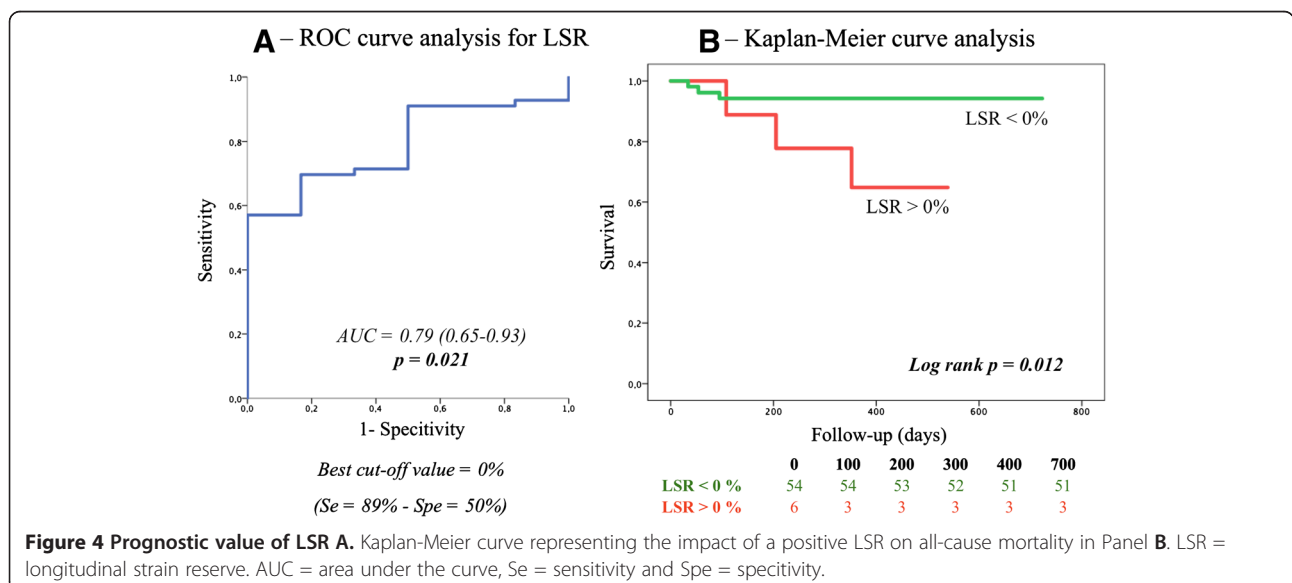 A – ROC curve analysis for LSR
1,0
0,8
0,6
0,4
0,2
0,0
Sensitivity
AUC = 0.79 (0.65-0.93)
p = 0.021
0,0 0,2 0,4 0,6 0,8 1,0
1- Specitivity
Best cut-off value = 0%
(Se = 89% - Spe = 50%)
B – Kaplan-Meier curve analysis
1,0
0,8
0,6
0,4
0,2
0,0
Survival
LSR < 0%
LSR > 0%
Log rank p = 0.012
0 200 400 600 800
Follow-up (days)
0 100 200 300 400 700
LSR < 0 % 54 54 53 52 51 51
LSR > 0 % 6 3 3 3 3 3
Figure 4 Prognostic value of LSR A. Kaplan-Meier curve representing the impact of a positive LSR on all-cause mortality in Panel B. LSR =
longitudinal strain reserve. AUC = area under the curve, Se = sensitivity and Spe = specitivity.